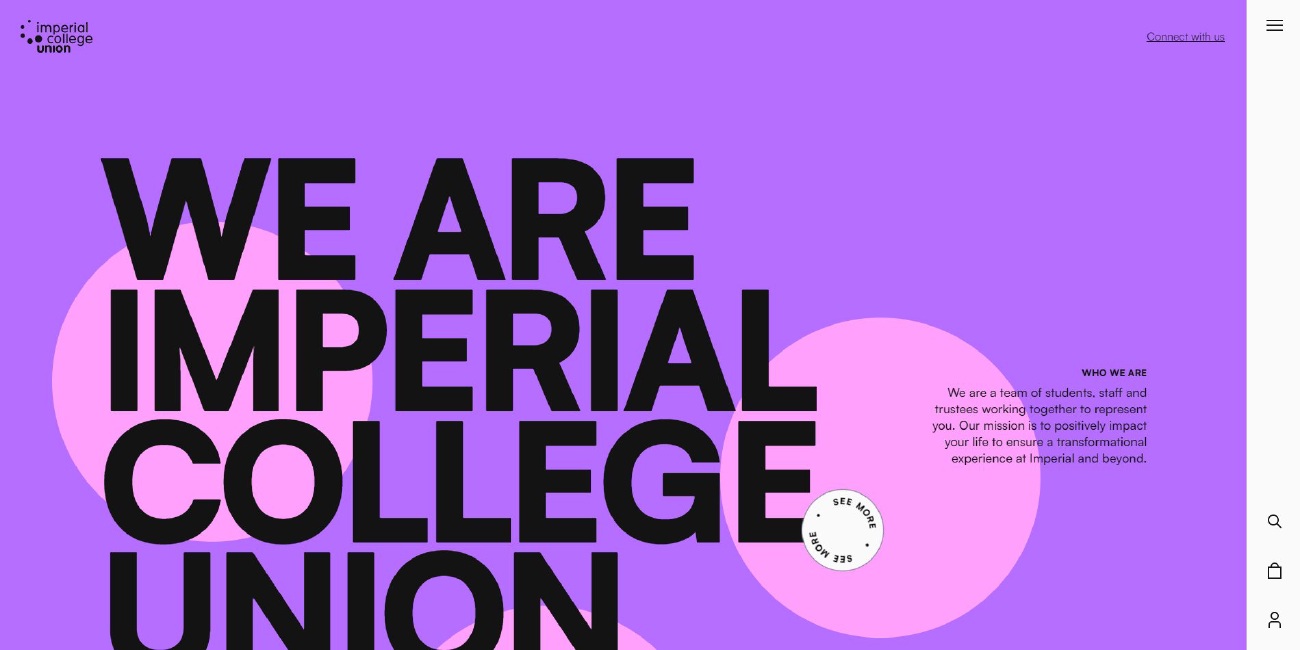 imperial
college
union
Connect with us
WE ARE
IMPERIAL
COLLEGE
UNION
WHO WE ARE
We are a team of students, staff and
trustees working together to represent
you. Our mission is to positively impact
your life to ensure a transformational
experience at Imperial and beyond.
SEE MORE • SEE MORE •